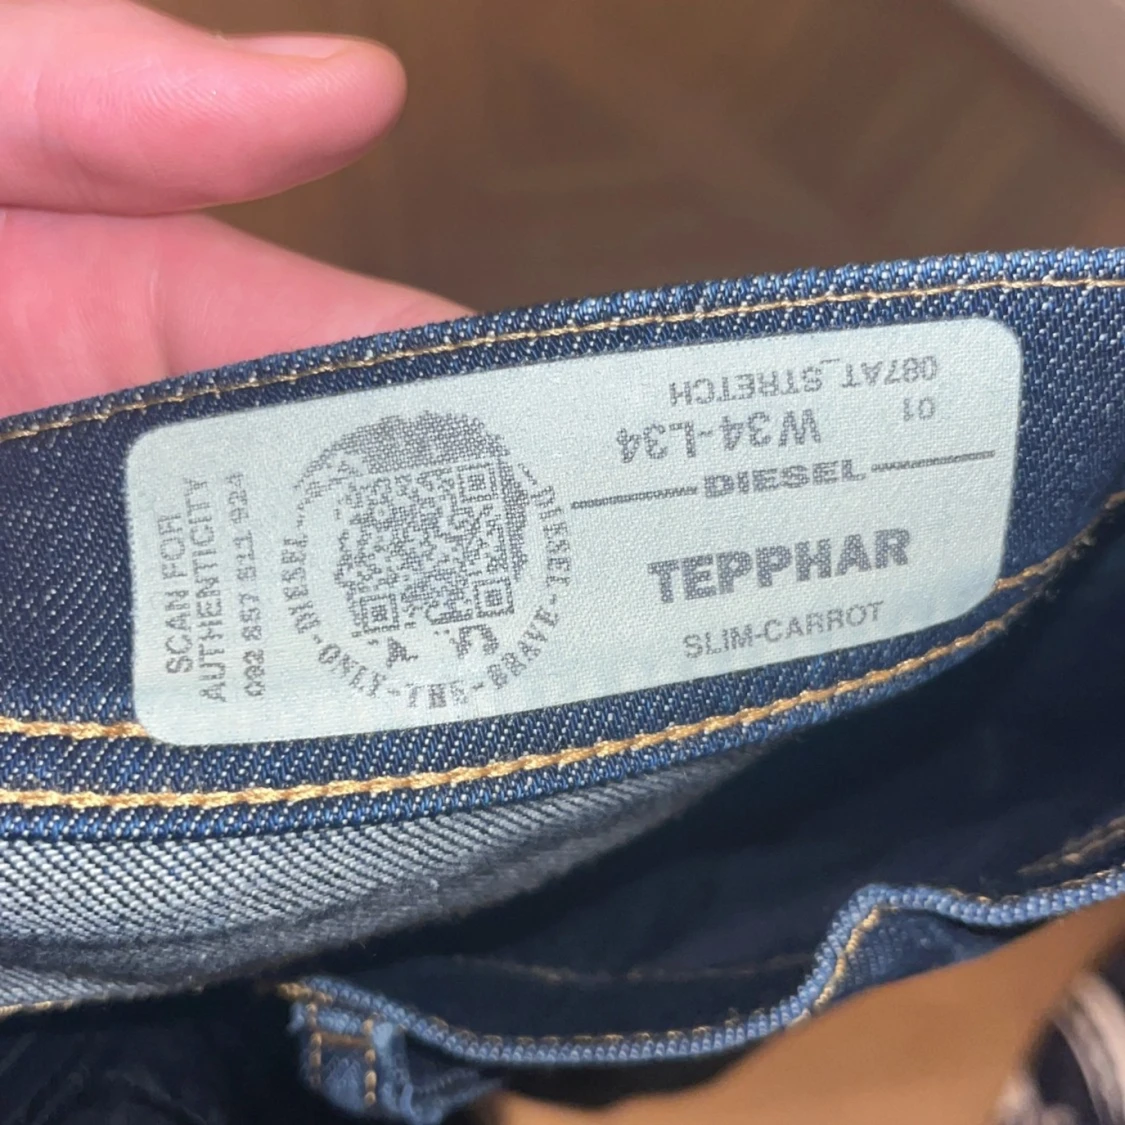 SCAN FOR
AUTHENTICITY
092 857 511 924
DIESEL
DIESEL-ONLY-THE-BRAVE
087AT_STRETCH
01
W34-L34
DIESEL
TEPPHAR
SLIM-CARROT